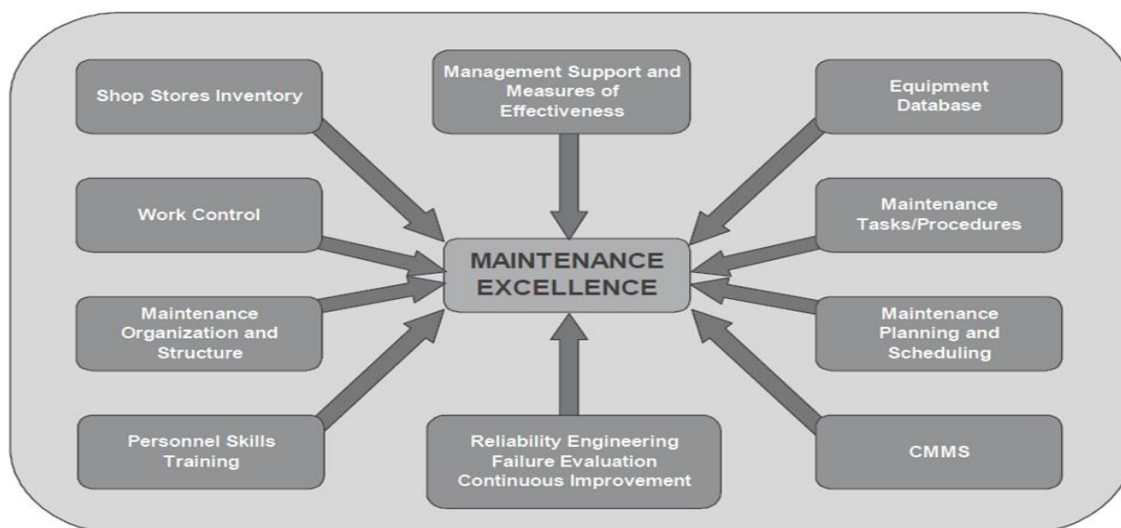 Shop Stores Inventory
Management Support and
Measures of
Effectiveness
Equipment
Database
Work Control
Maintenance
Tasks/Procedures
MAINTENANCE
EXCELLENCE
Maintenance
Organization and
Structure
Maintenance
Planning and
Scheduling
Personnel Skills
Training
Reliability Engineering
Failure Evaluation
Continuous Improvement
CMMS